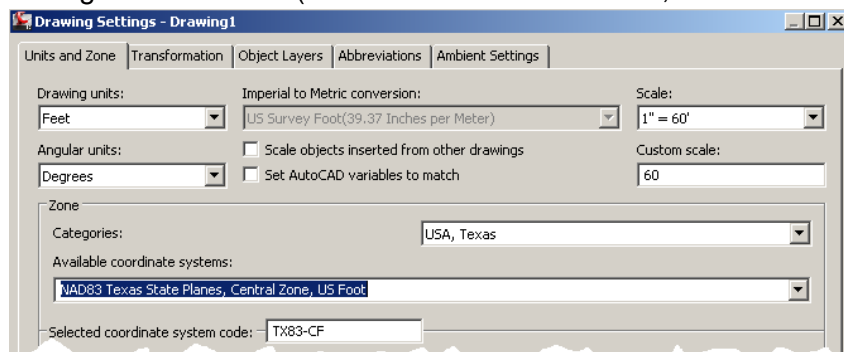 Drawing Settings - Drawing1
Units and Zone Transformation Object Layers Abbreviations Ambient Settings
Drawing units: Imperial to Metric conversion: Scale:
Feet US Survey Foot(39.37 Inches per Meter) 1" = 60'
Angular units: Scale objects inserted from other drawings Custom scale:
Degrees Set AutoCAD variables to match 60
Zone
Categories: USA, Texas
Available coordinate systems:
NAD83 Texas State Planes, Central Zone, US Foot
Selected coordinate system code: TX83-CF